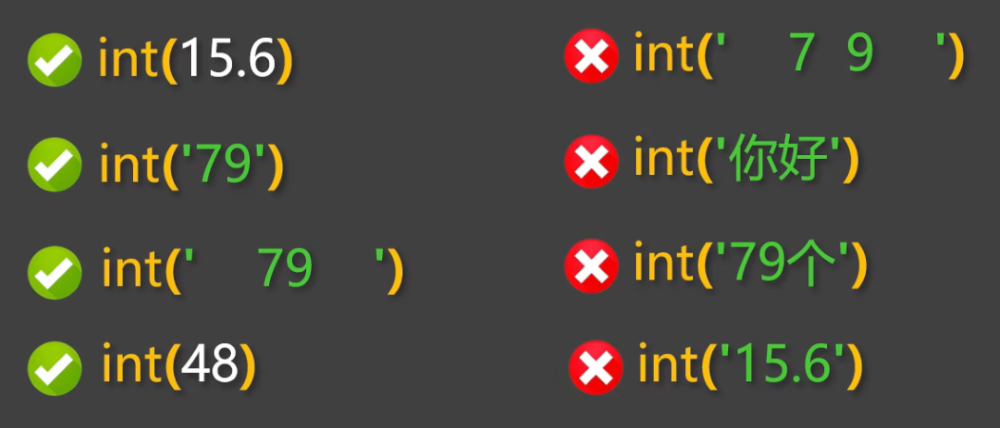 int(15.6)
int('79')
int('    79    ')
int(48)
int('    7  9    ')
int('你好')
int('79个')
int('15.6')